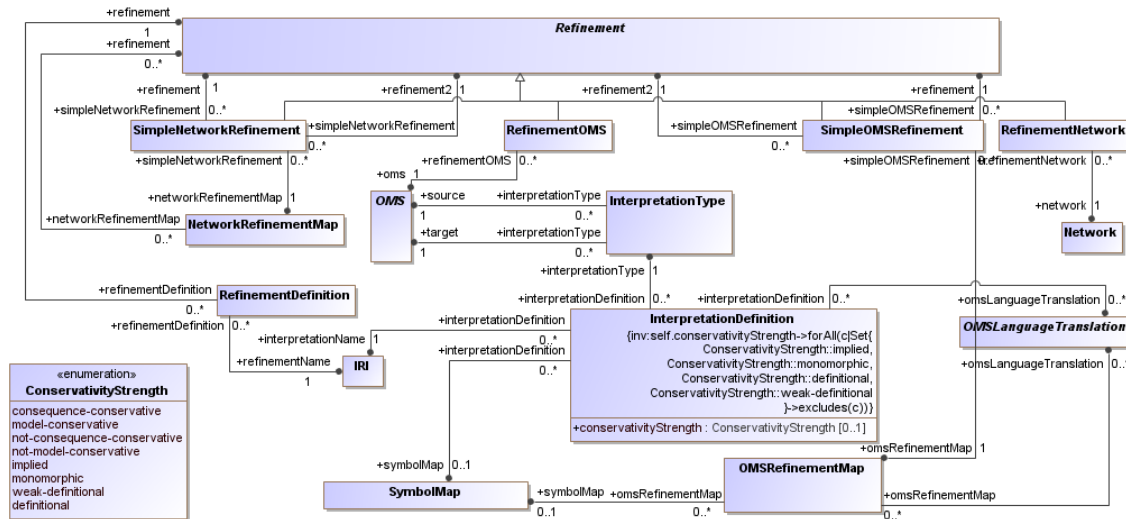 +refinement
1
Refinement
+refinement
0..*
+refinement 1
+refinement2 1
+refinement2 1
+refinement 1
+simpleNetworkRefinement 0..*
+simpleOMSRefinement 0..*
SimpleNetworkRefinement
+simpleNetworkRefinement
0..*
RefinementOMS
+simpleOMSRefinement
0..*
SimpleOMSRefinement
RefinementNetwork
+simpleNetworkRefinement 0..*
+refinementOMS 0..*
+simpleOMSRefinement 0..*
+refinementNetwork 0..*
+oms 1
+networkRefinementMap 1
OMS
+source
1
+interpretationType
0..*
InterpretationType
+network 1
+networkRefinementMap
0..*
NetworkRefinementMap
+target
1
+interpretationType
0..*
Network
+interpretationType 1
+refinementDefinition
0..*
RefinementDefinition
+interpretationDefinition 0..*
+interpretationDefinition 0..*
+omsLanguageTranslation 0..*
+refinementDefinition 0..*
+interpretationName 1
+interpretationDefinition
0..*
InterpretationDefinition
{inv:self.conservativityStrength->forAll(c|Set{
ConservativityStrength::implied,
ConservativityStrength::monomorphic,
ConservativityStrength::definitional,
ConservativityStrength::weak-definitional
}->excludes(c))}
+conservativityStrength : ConservativityStrength [0..1]
OMSLanguageTranslation
+refinementName
1
IRI
+interpretationDefinition
0..*
+omsLanguageTranslation
«enumeration»
ConservativityStrength
consequence-conservative
model-conservative
not-consequence-conservative
not-model-conservative
implied
monomorphic
weak-definitional
definitional
+omsRefinementMap 1
+symbolMap 0..1
OMSRefinementMap
SymbolMap
+symbolMap
0..1
+omsRefinementMap
0..*
+omsRefinementMap
0..*